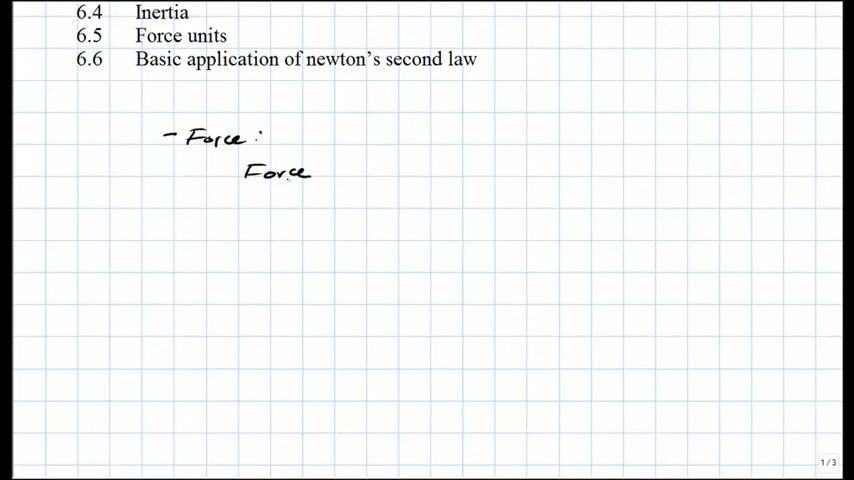 6.4 Inertia
6.5 Force units
6.6 Basic application of newton's second law
- Force :
Force
1/3